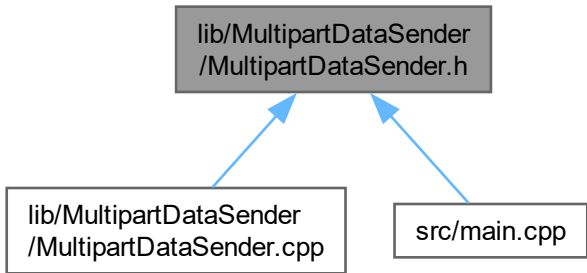 lib/MultipartDataSender
/MultipartDataSender.h
lib/MultipartDataSender
/MultipartDataSender.cpp
src/main.cpp